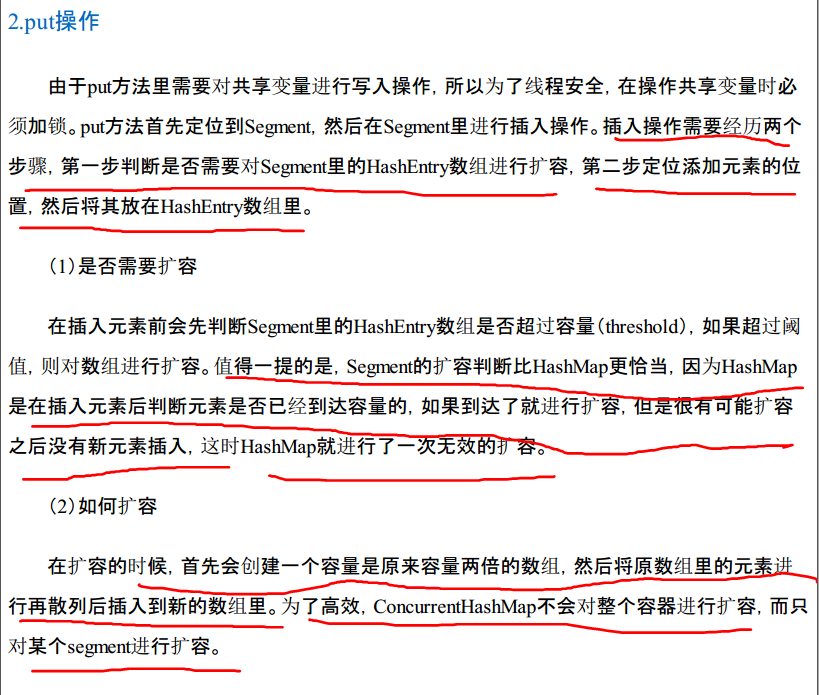 2.put操作
由于put方法里需要对共享变量进行写入操作，所以为了线程安全，在操作共享变量时必
须加锁。put方法首先定位到Segment，然后在Segment里进行插入操作。插入操作需要经历两个
步骤，第一步判断是否需要对Segment里的HashEntry数组进行扩容，第二步定位添加元素的位
置，然后将其放在HashEntry数组里。
（1）是否需要扩容
在插入元素前会先判断Segment里的HashEntry数组是否超过容量（threshold），如果超过阈
值，则对数组进行扩容。值得一提的是，Segment的扩容判断比HashMap更恰当，因为HashMap
是在插入元素后判断元素是否已经到达容量的，如果到达了就进行扩容，但是很有可能扩容
之后没有新元素插入，这时HashMap就进行了一次无效的扩容。
（2）如何扩容
在扩容的时候，首先会创建一个容量是原来容量两倍的数组，然后将原数组里的元素进
行再散列后插入到新的数组里。为了高效，ConcurrentHashMap不会对整个容器进行扩容，而只
对某个segment进行扩容。